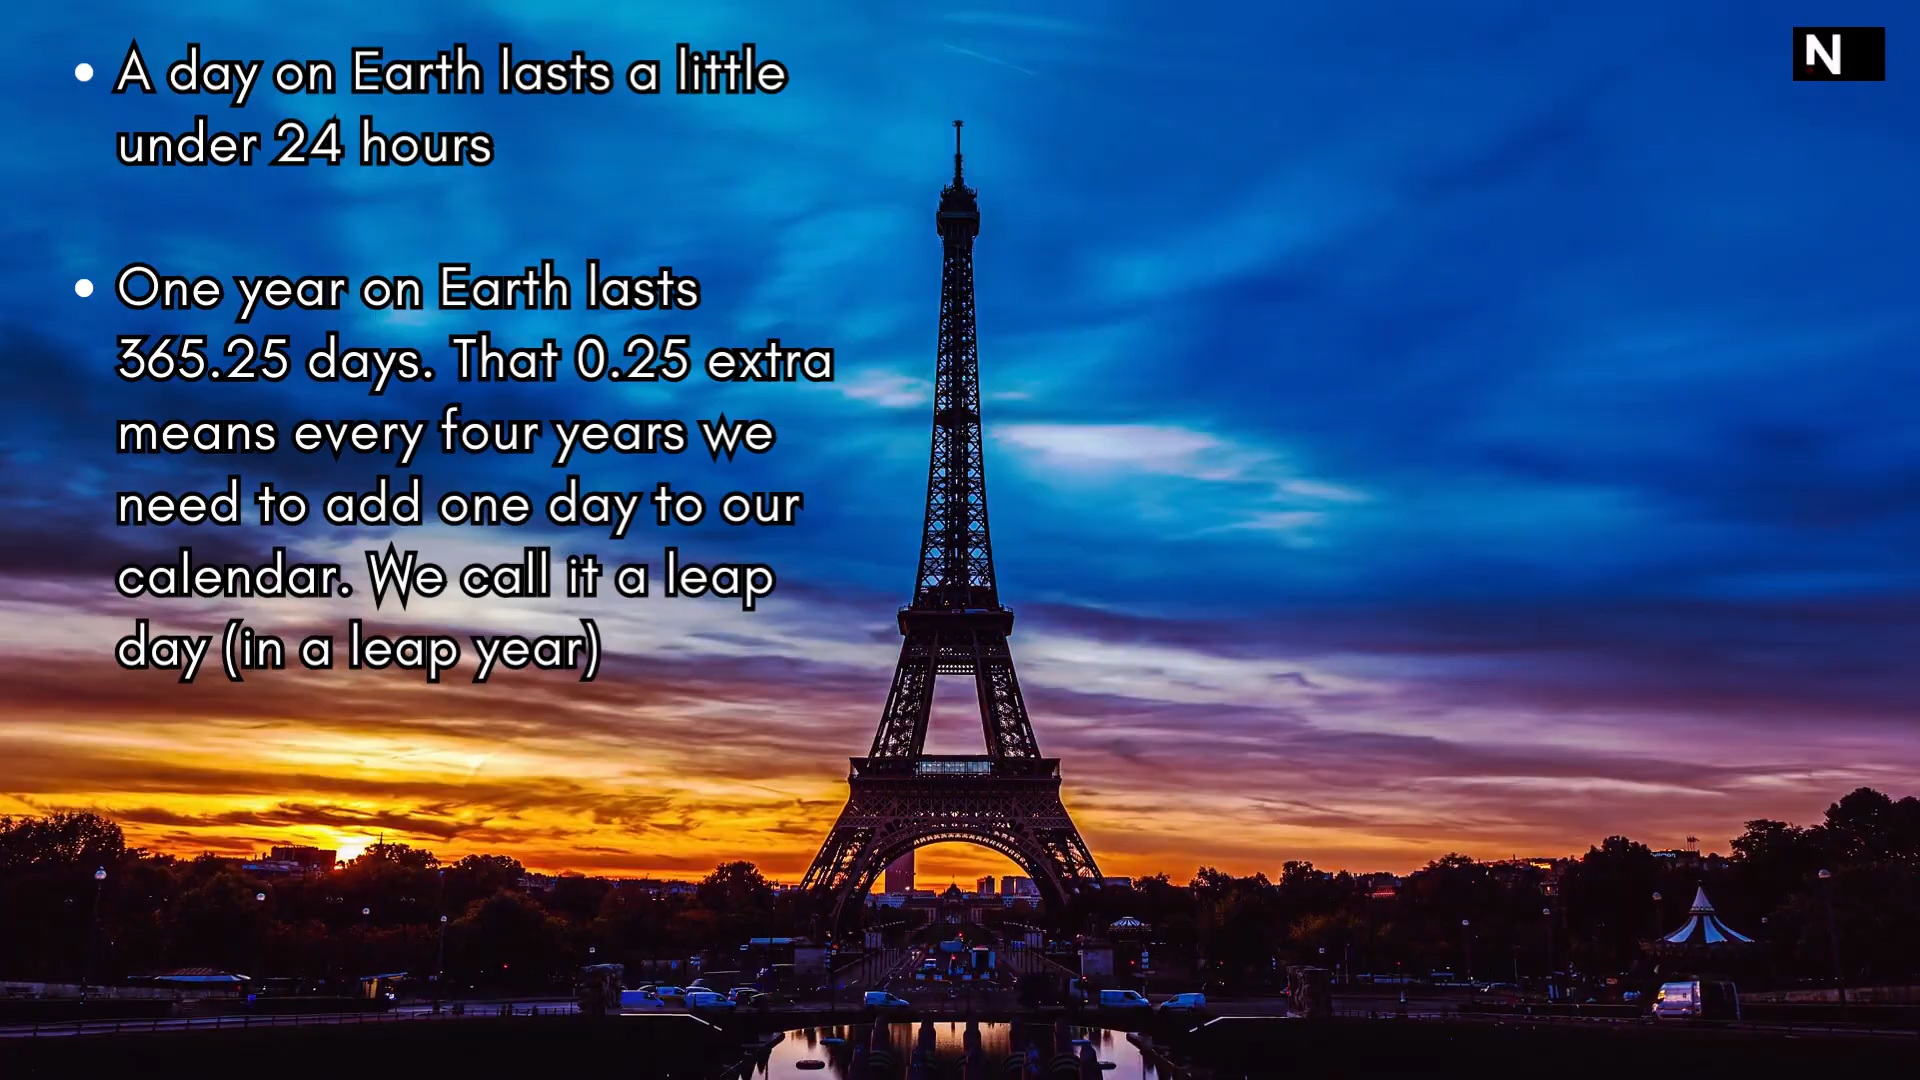 • A day on Earth lasts a little
under 24 hours
• One year on Earth lasts
365.25 days. That 0.25 extra
means every four years we
need to add one day to our
calendar. We call it a leap
day (in a leap year)
N